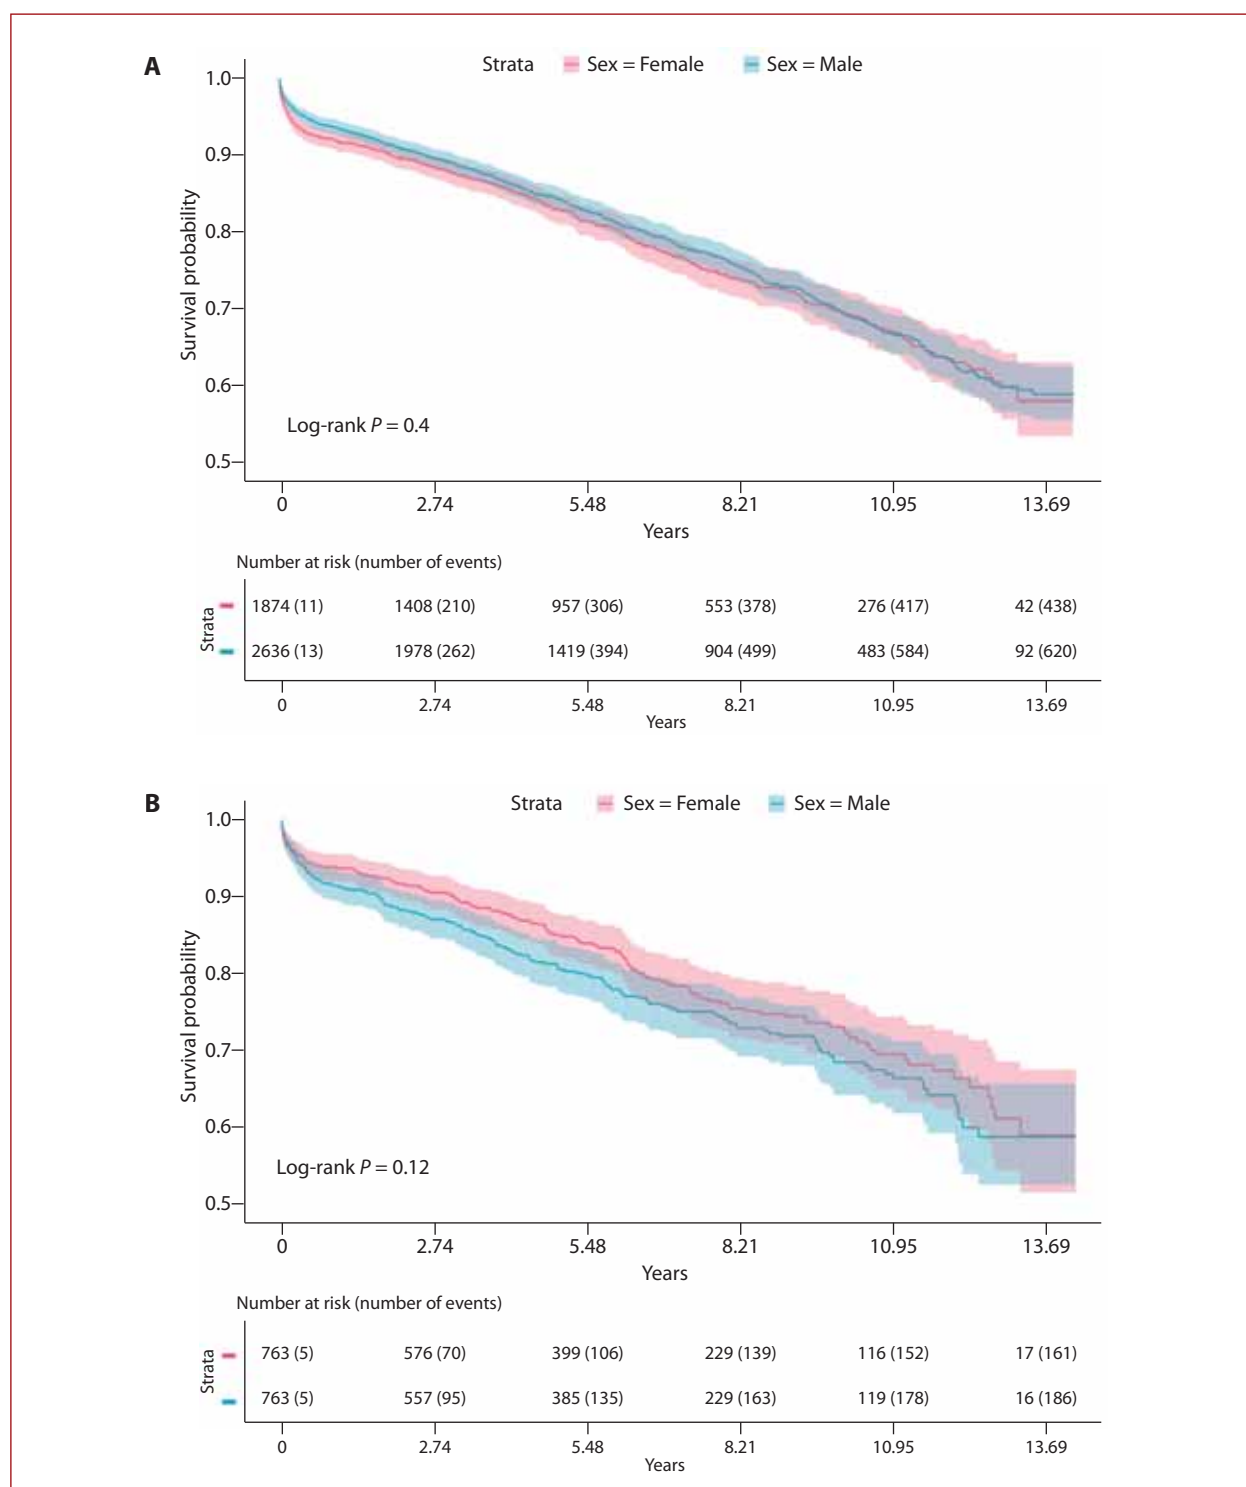 A
Strata Sex = Female Sex = Male
1.0
0.9
0.8
0.7
0.6
0.5
Survival probability
Log-rank P = 0.4
0 2.74 5.48 8.21 10.95 13.69
Years
Number at risk (number of events)
Strata
1874 (11) 1408 (210) 957 (306) 553 (378) 276 (417) 42 (438)
2636 (13) 1978 (262) 1419 (394) 904 (499) 483 (584) 92 (620)
0 2.74 5.48 8.21 10.95 13.69
Years
B
Strata Sex = Female Sex = Male
1.0
0.9
0.8
0.7
0.6
0.5
Survival probability
Log-rank P = 0.12
0 2.74 5.48 8.21 10.95 13.69
Years
Number at risk (number of events)
Strata
763 (5) 576 (70) 399 (106) 229 (139) 116 (152) 17 (161)
763 (5) 557 (95) 385 (135) 229 (163) 119 (178) 16 (186)
0 2.74 5.48 8.21 10.95 13.69
Years